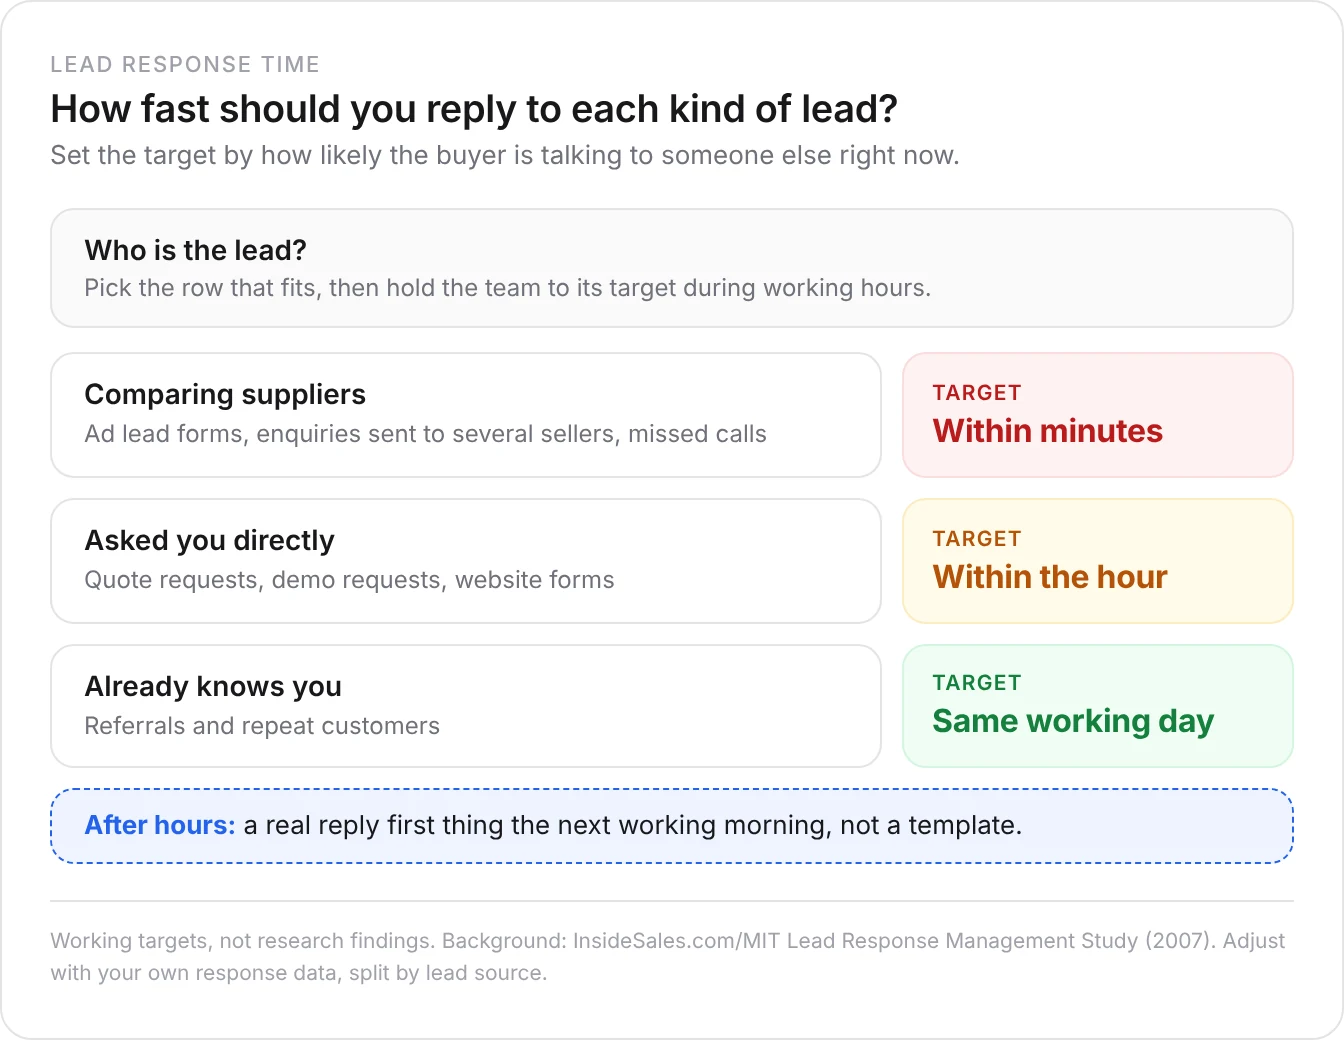 LEAD RESPONSE TIME
How fast should you reply to each kind of lead?
Set the target by how likely the buyer is talking to someone else right now.
Who is the lead?
Pick the row that fits, then hold the team to its target during working hours.
Comparing suppliers
Ad lead forms, enquiries sent to several sellers, missed calls
TARGET
Within minutes
Asked you directly
Quote requests, demo requests, website forms
TARGET
Within the hour
Already knows you
Referrals and repeat customers
TARGET
Same working day
After hours: a real reply first thing the next working morning, not a template.
Working targets, not research findings. Background: InsideSales.com/MIT Lead Response Management Study (2007). Adjust
with your own response data, split by lead source.